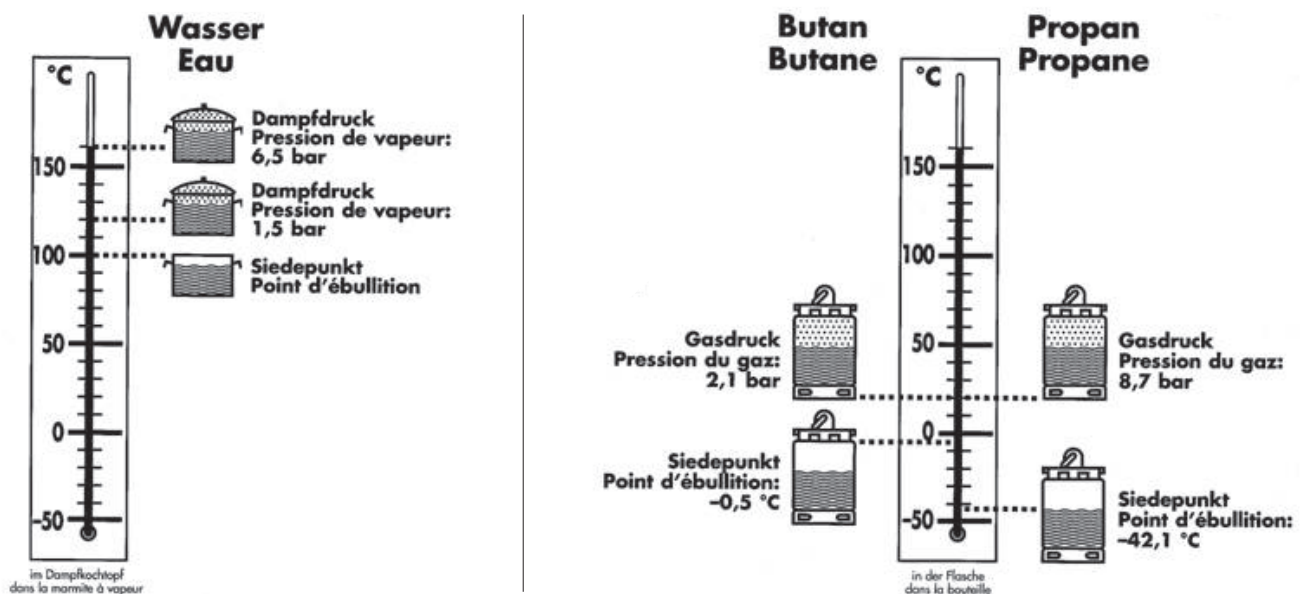 Wasser
Eau
°C
150
100
50
0
–50
Dampfdruck
Pression de vapeur:
6,5 bar
Dampfdruck
Pression de vapeur:
1,5 bar
Siedepunkt
Point d'ébullition
im Dampfkochtopf
dans la marmite à vapeur
Butan
Butane
Propan
Propane
°C
150
100
50
0
–50
Gasdruck
Pression du gaz:
2,1 bar
Siedepunkt
Point d'ébullition:
–0,5 °C
Gasdruck
Pression du gaz:
8,7 bar
Siedepunkt
Point d'ébullition:
–42,1 °C
in der Flasche
dans la bouteille